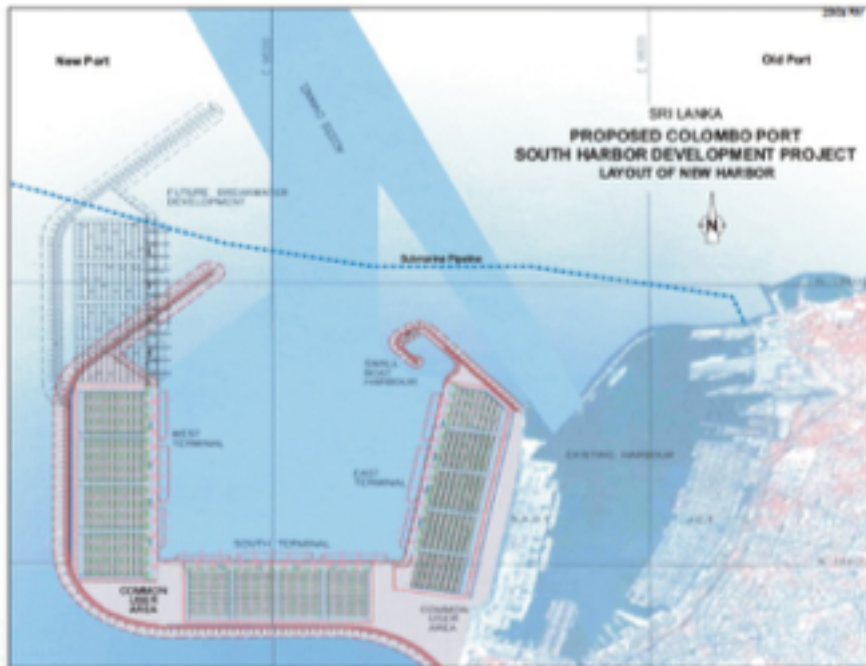 New Port
Old Port
ACCESS CHANNEL
SRI LANKA
PROPOSED COLOMBO PORT
SOUTH HARBOR DEVELOPMENT PROJECT
LAYOUT OF NEW HARBOR
N
FUTURE BREAKWATER
DEVELOPMENT
Submarine Pipeline
SMALL
BOAT
HARBOUR
WEST
TERMINAL
EAST
TERMINAL
EXISTING HARBOUR
SOUTH TERMINAL
COMMON
USER
AREA
COMMON
USER
AREA